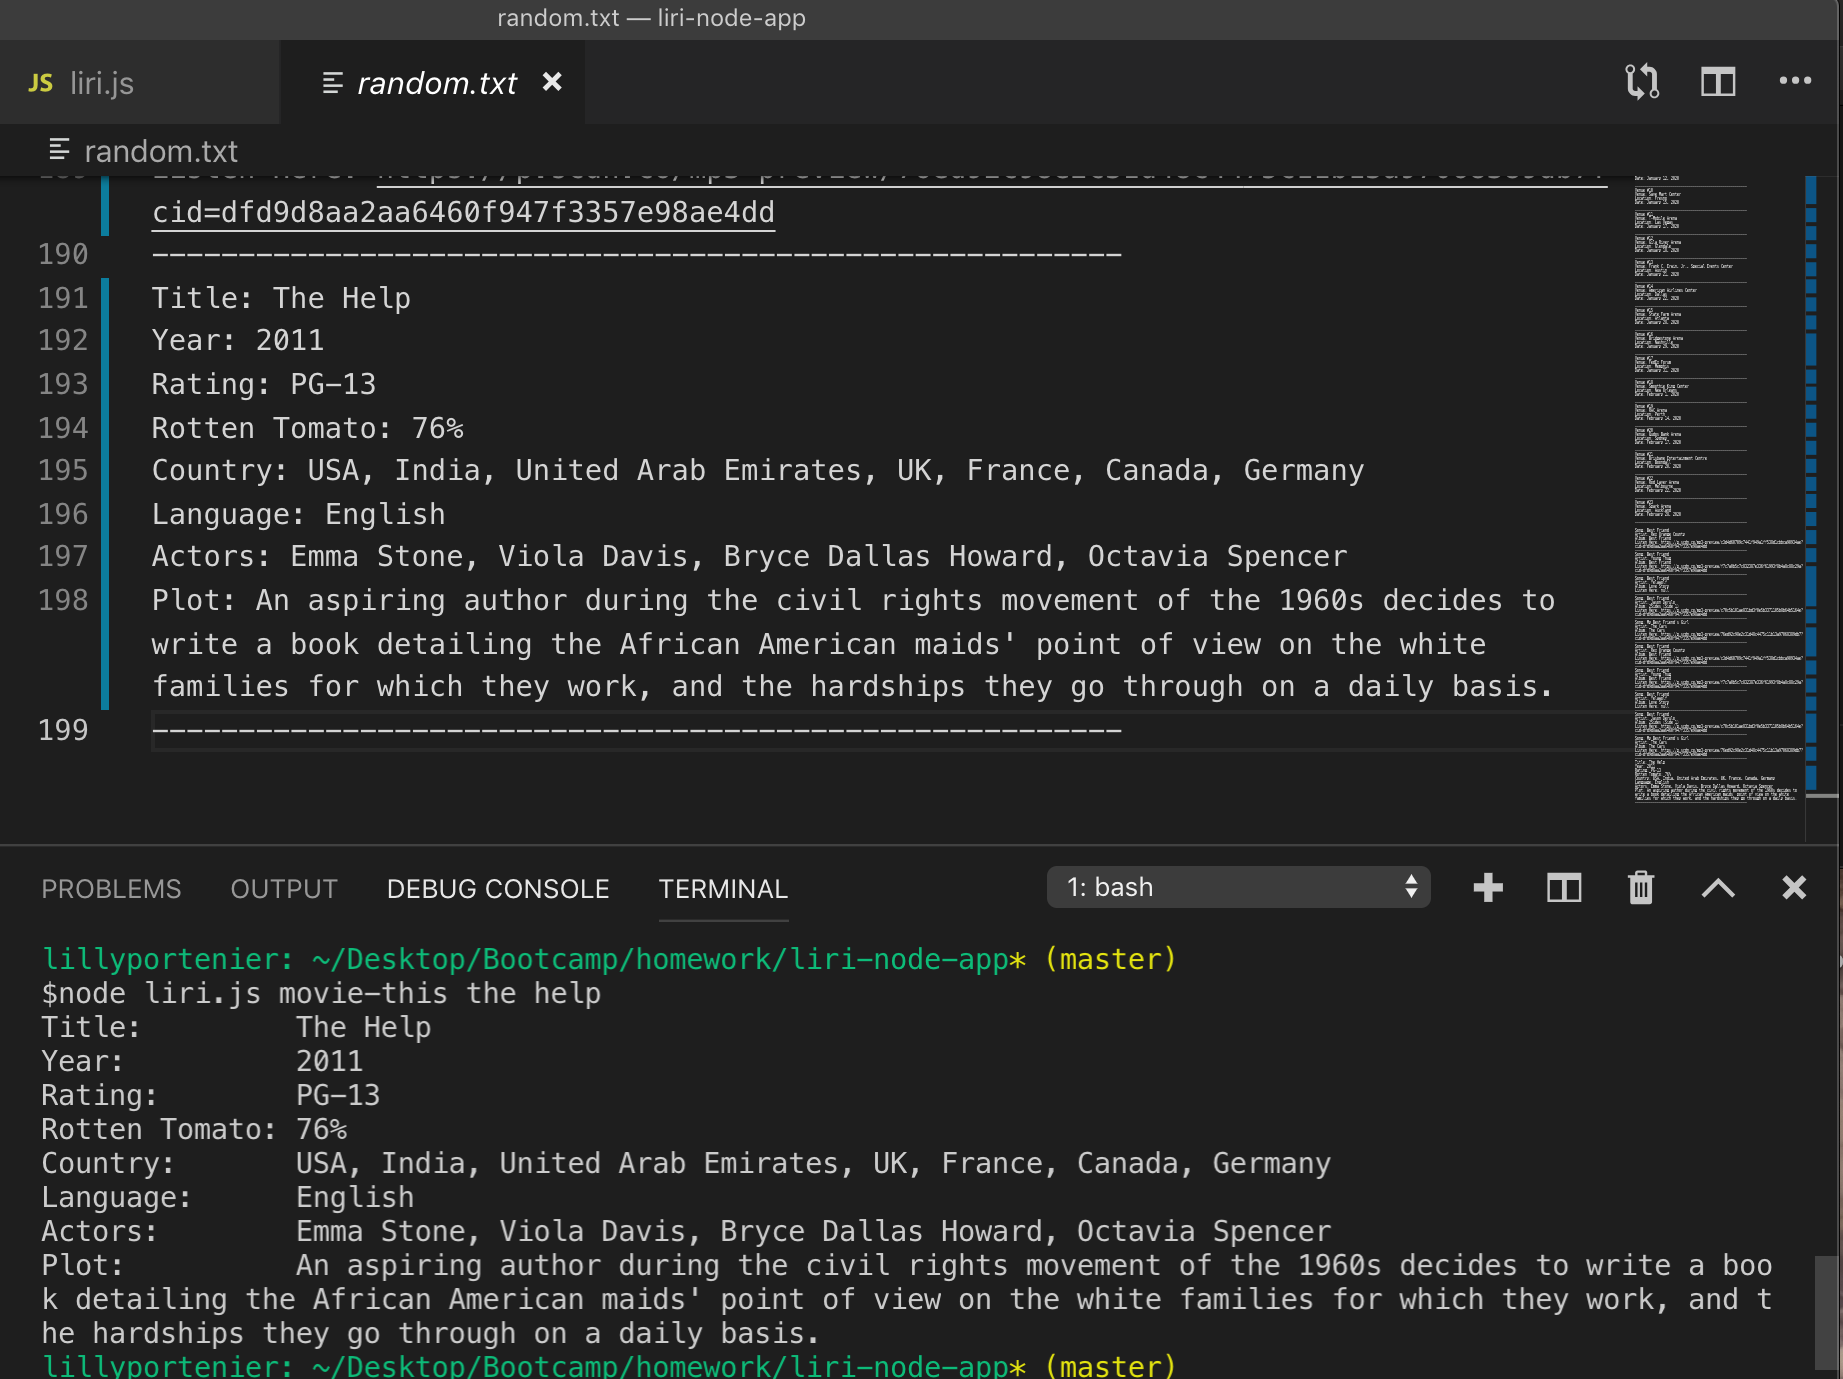 random.txt — liri-node-app
JS liri.js
random.txt
random.txt
cid=dfd9d8aa2aa6460f947f3357e98ae4dd
190 --------------------------------------------------------
191 Title: The Help
192 Year: 2011
193 Rating: PG-13
194 Rotten Tomato: 76%
195 Country: USA, India, United Arab Emirates, UK, France, Canada, Germany
196 Language: English
197 Actors: Emma Stone, Viola Davis, Bryce Dallas Howard, Octavia Spencer
198 Plot: An aspiring author during the civil rights movement of the 1960s decides to
write a book detailing the African American maids' point of view on the white
families for which they work, and the hardships they go through on a daily basis.
199 --------------------------------------------------------
PROBLEMS OUTPUT DEBUG CONSOLE TERMINAL 1: bash
lillyportenier: ~/Desktop/Bootcamp/homework/liri-node-app* (master)
$node liri.js movie-this the help
Title: The Help
Year: 2011
Rating: PG-13
Rotten Tomato: 76%
Country: USA, India, United Arab Emirates, UK, France, Canada, Germany
Language: English
Actors: Emma Stone, Viola Davis, Bryce Dallas Howard, Octavia Spencer
Plot: An aspiring author during the civil rights movement of the 1960s decides to write a boo
k detailing the African American maids' point of view on the white families for which they work, and t
he hardships they go through on a daily basis.
lillyportenier: ~/Desktop/Bootcamp/homework/liri-node-app* (master)